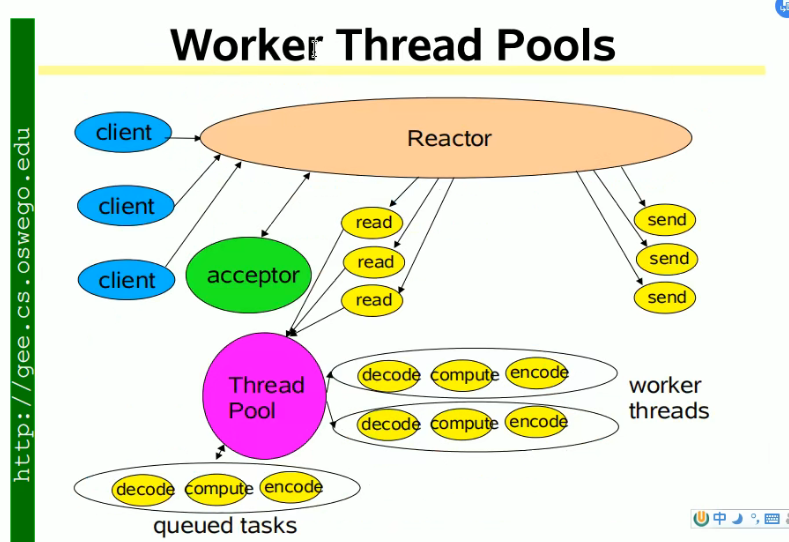 Worker Thread Pools
http://gee.cs.oswego.edu
client
Reactor
client
client
acceptor
read
read
read
send
send
send
Thread
Pool
decode compute encode
decode compute encode
worker
threads
decode compute encode
queued tasks
中